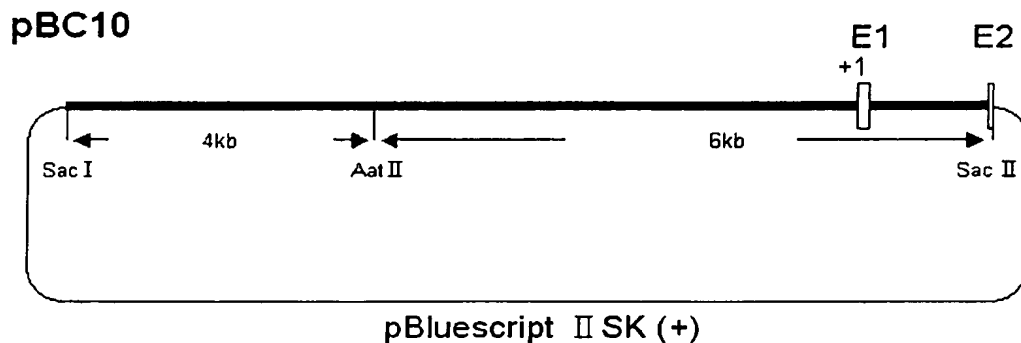 pBC10
E1
E2
+1
4kb
6kb
Sac I
Aat II
Sac II
pBluescript II SK (+)